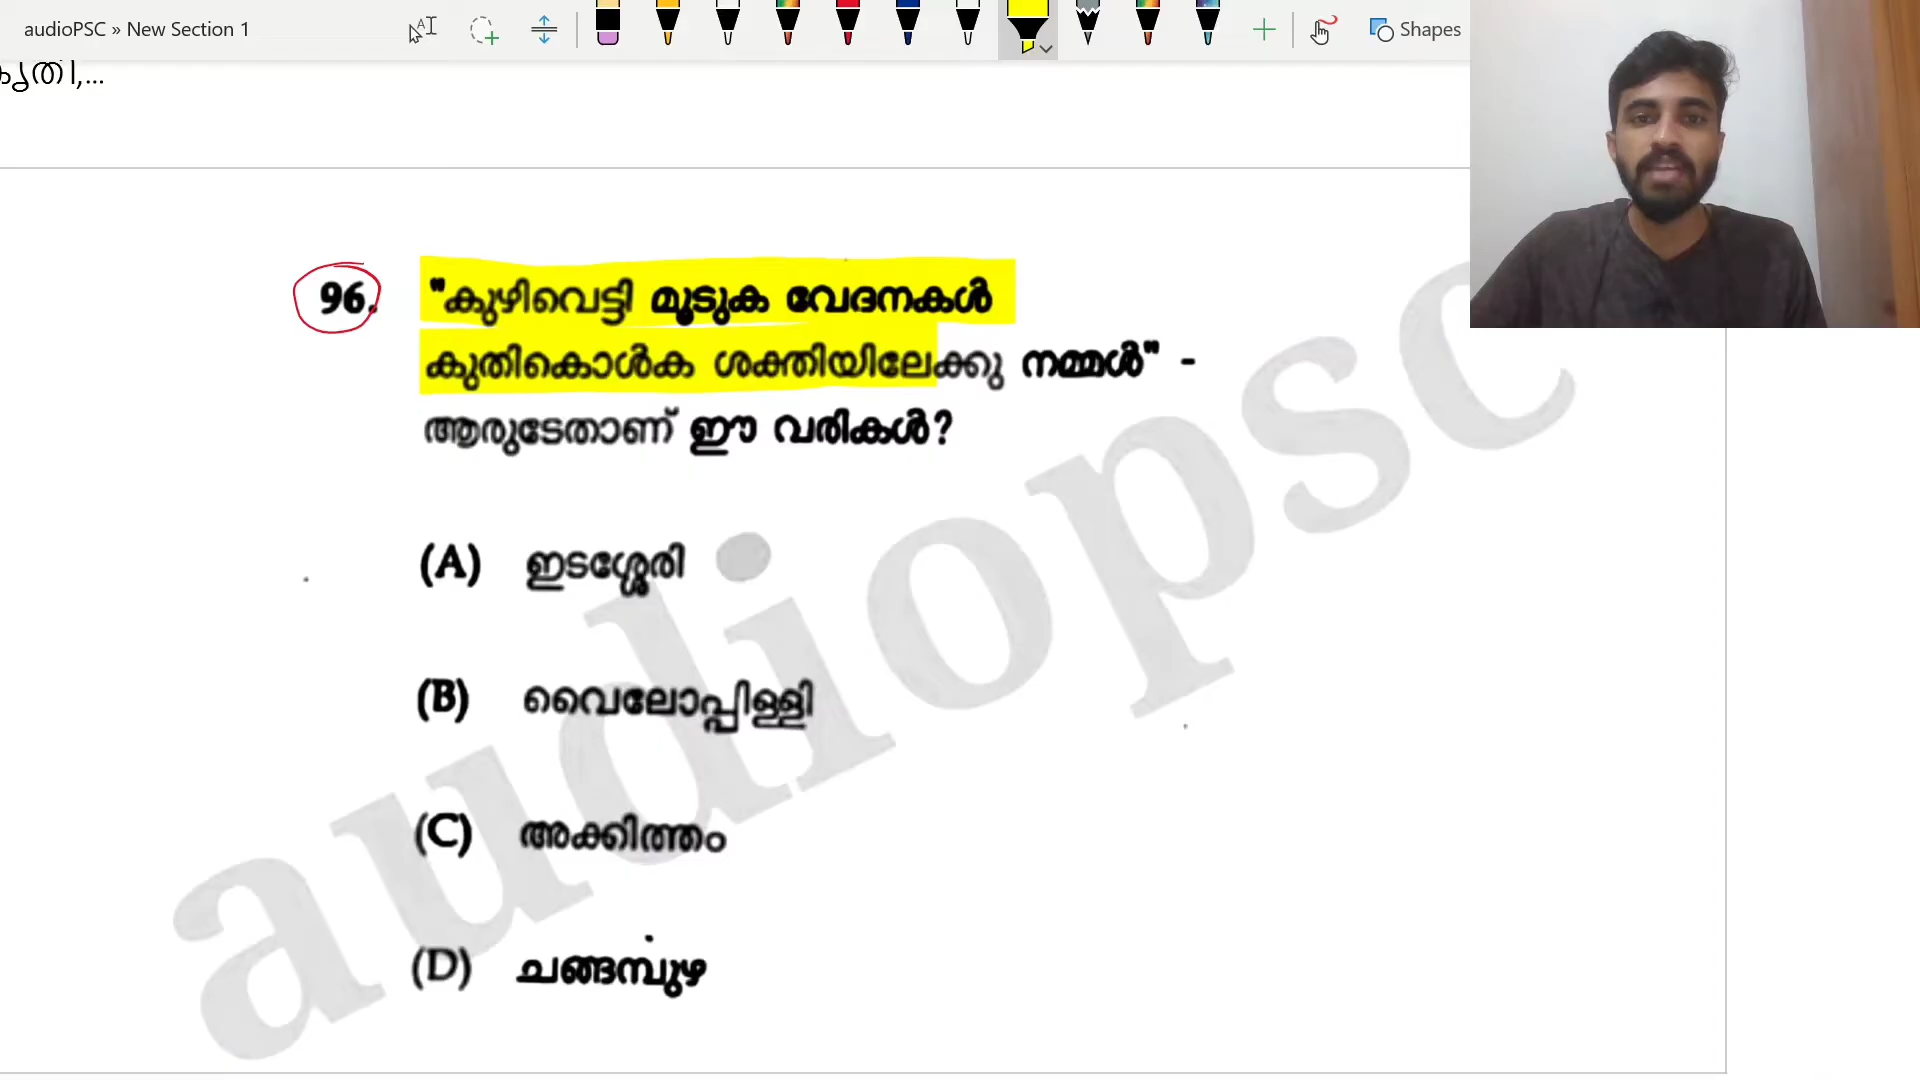 audioPSC » New Section 1
Shapes
96. "കുഴിവെട്ടി മൂടുക വേദനകൾ
കുതികൊൾക ശക്തിയിലേക്കു നമ്മൾ" -
ആരുടേതാണ് ഈ വരികൾ?
(A) ഇടശ്ശേരി
(B) വൈലോപ്പിള്ളി
(C) അക്കിത്തം
(D) ചങ്ങമ്പുഴ
audiopsc